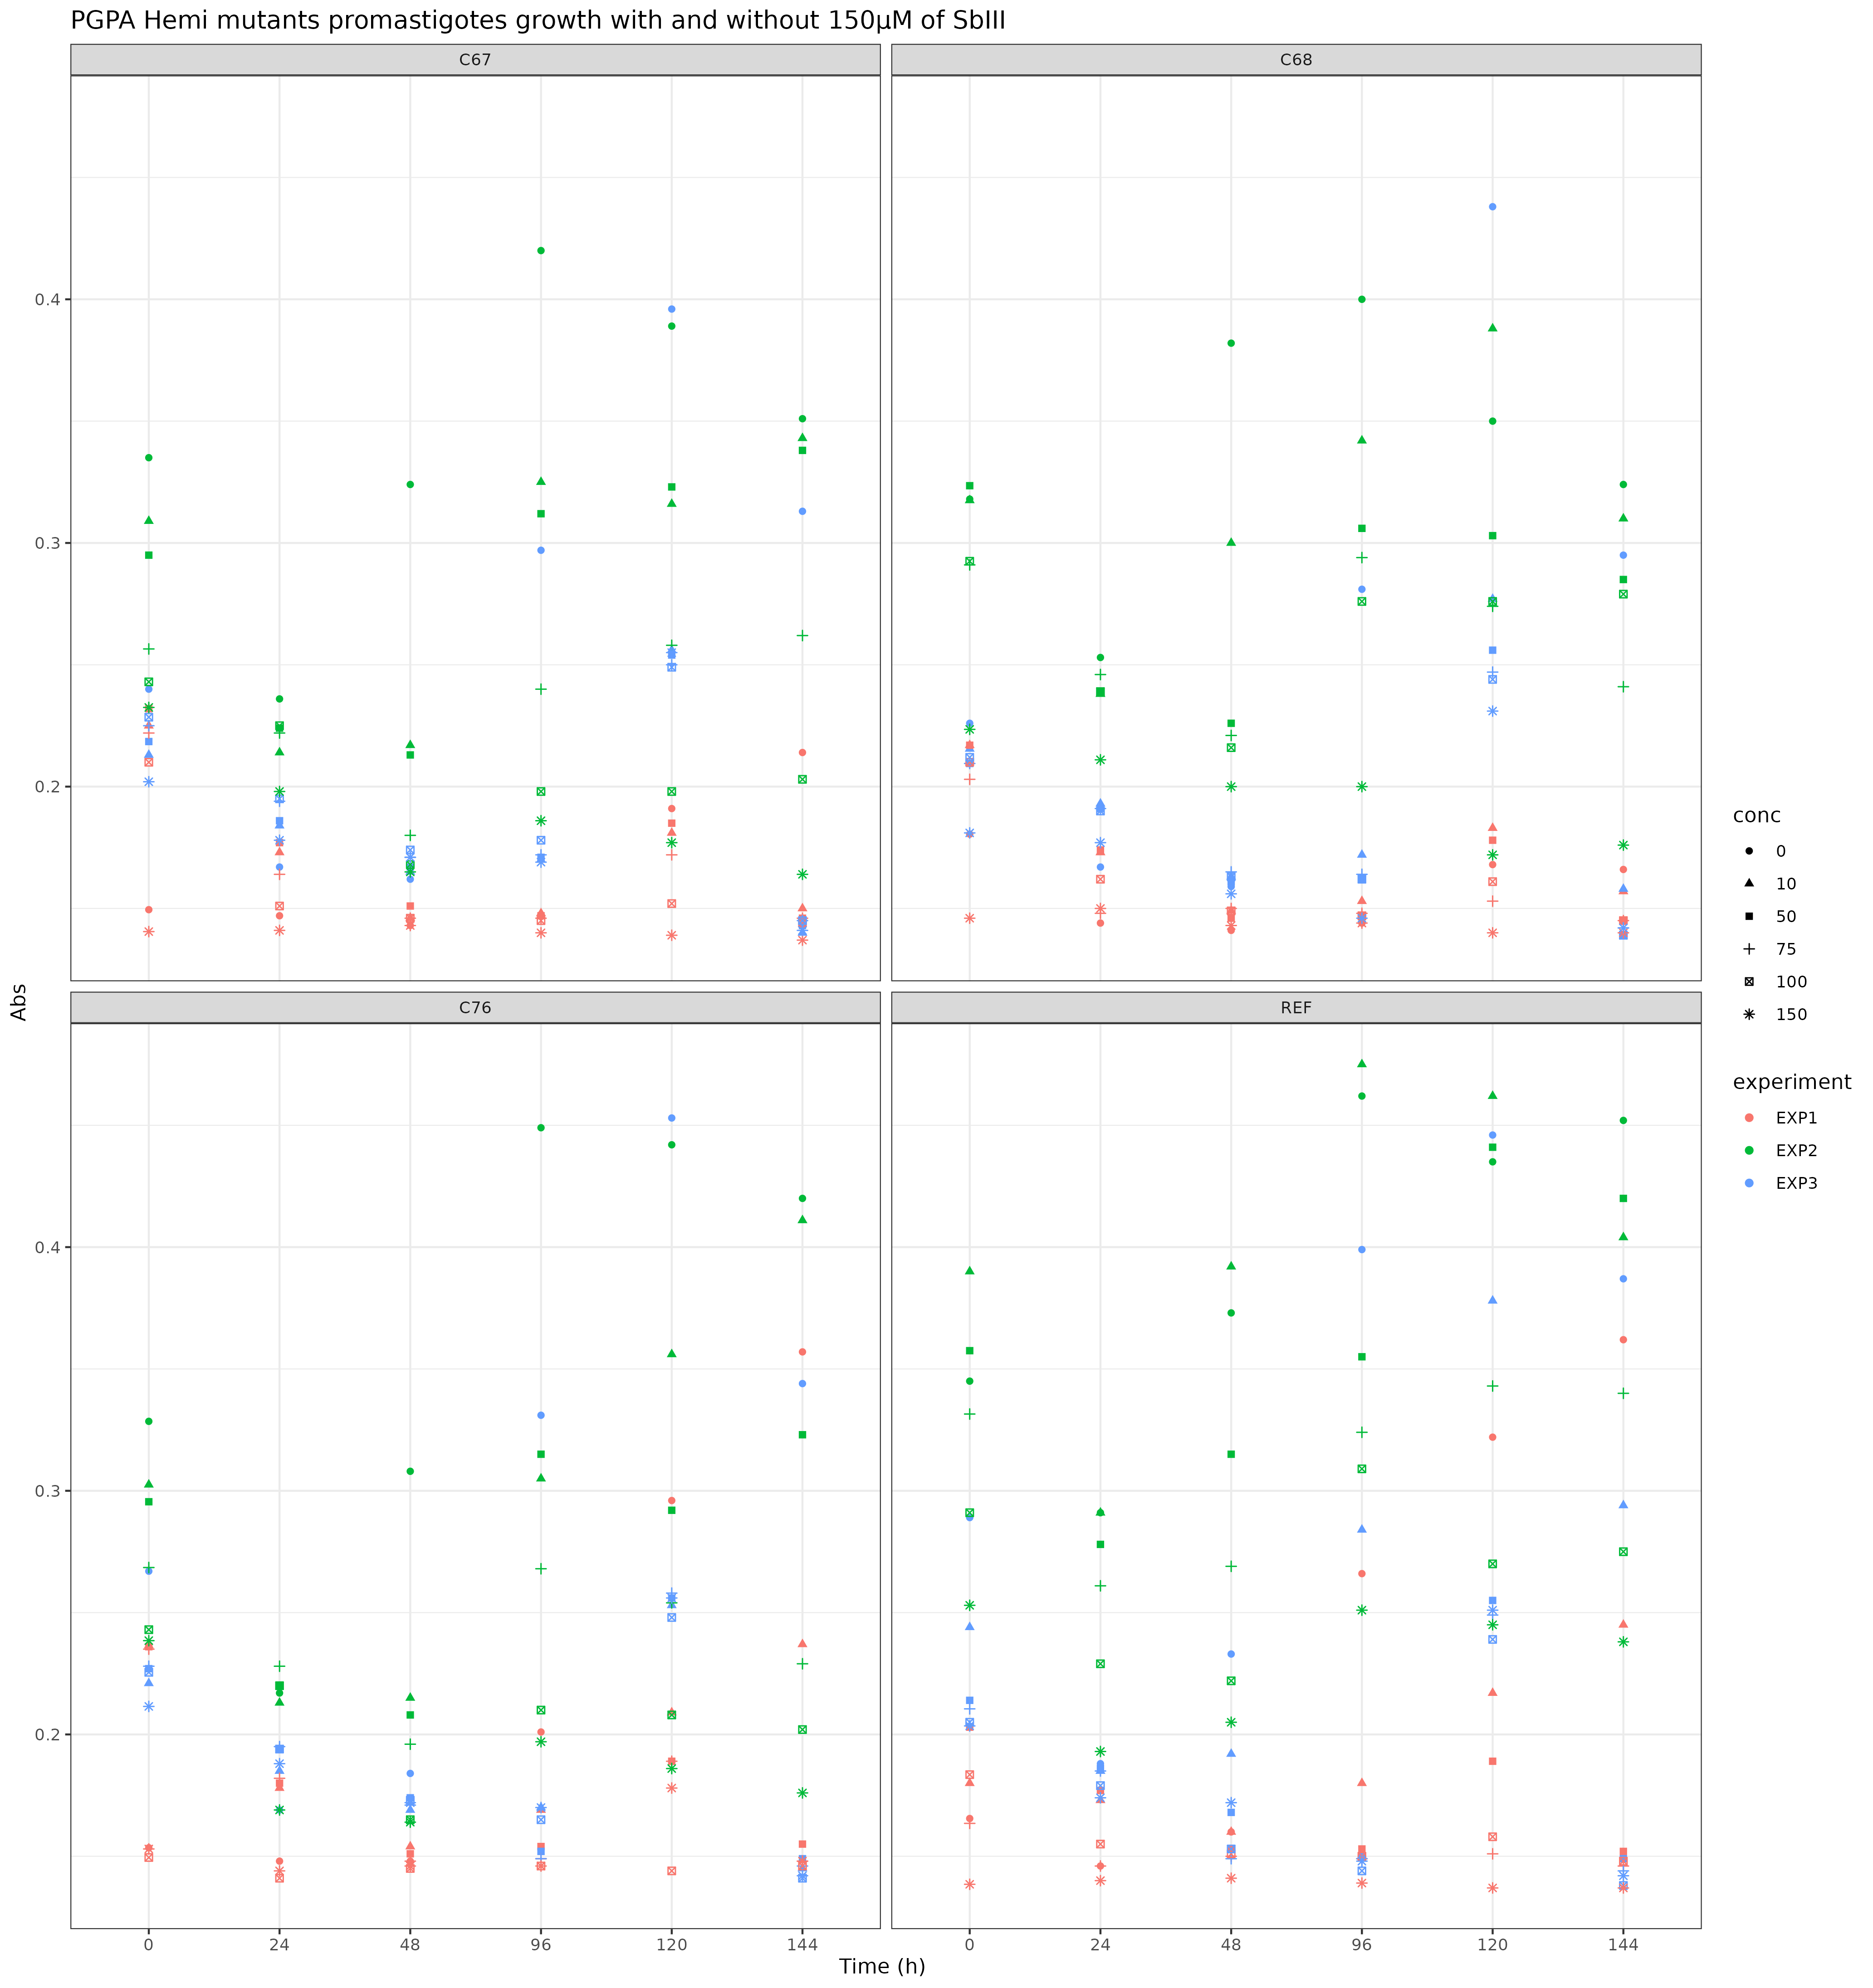 PGPA Hemi mutants promastigotes growth with and without 150µM of SbIII
C67
C68
0.4
0.3
0.2
C76
REF
0.4
0.3
0.2
0 24 48 96 120 144
0 24 48 96 120 144
Time (h)
Abs
conc
0
10
50
75
100
150
experiment
EXP1
EXP2
EXP3